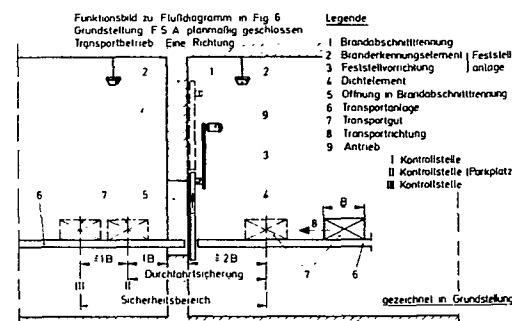 Funktionsbild zu Flußdiagramm in Fig 6
Grundstellung F S A planmäßig geschlossen
Transportbetrieb Eine Richtung
Legende
1 Brandabschnittrennung
2 Branderkennungselement Feststell
3 Feststellvorrichtung anlage
4 Dichtelement
5 Öffnung in Brandabschnitttrennung
6 Transportanlage
7 Transportgut
8 Transportrichtung
9 Antrieb
I Kontrollstelle
II Kontrollstelle (Parkplatz
III Kontrollstelle
2 1 2
9
3
6 7 5 4 B
8
1B 1B 2B
Durchfahrtsicherung
III II I
7 6
Sicherheitsbereich
gezeichnet in Grundstellung